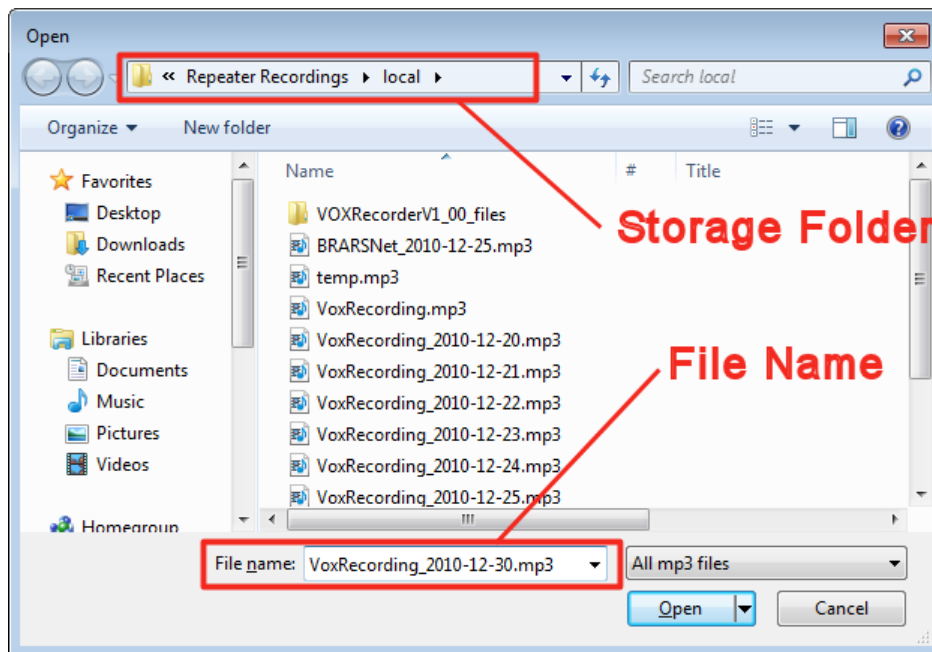 Open
« Repeater Recordings ▸ local ▸
Search local
Organize
New folder
Name
#
Title
Favorites
Desktop
Downloads
Recent Places
Libraries
Documents
Music
Pictures
Videos
Homegroup
VOXRecorderV1_00_files
BRARSNet_2010-12-25.mp3
temp.mp3
VoxRecording.mp3
VoxRecording_2010-12-20.mp3
VoxRecording_2010-12-21.mp3
VoxRecording_2010-12-22.mp3
VoxRecording_2010-12-23.mp3
VoxRecording_2010-12-24.mp3
VoxRecording_2010-12-25.mp3
Storage Folder
File Name
File name: VoxRecording_2010-12-30.mp3
All mp3 files
Open
Cancel